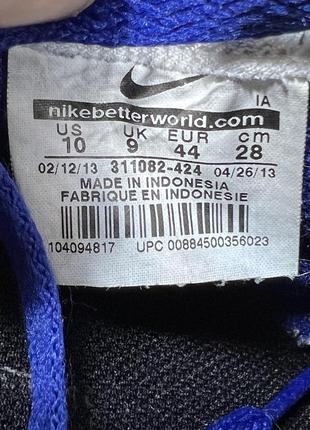 IA
nikebetterworld.com
US UK EUR cm
10 9 44 28
02/12/13 311082-424 04/26/13
MADE IN INDONESIA
FABRIQUE EN INDONESIE
104094817 UPC 00884500356023